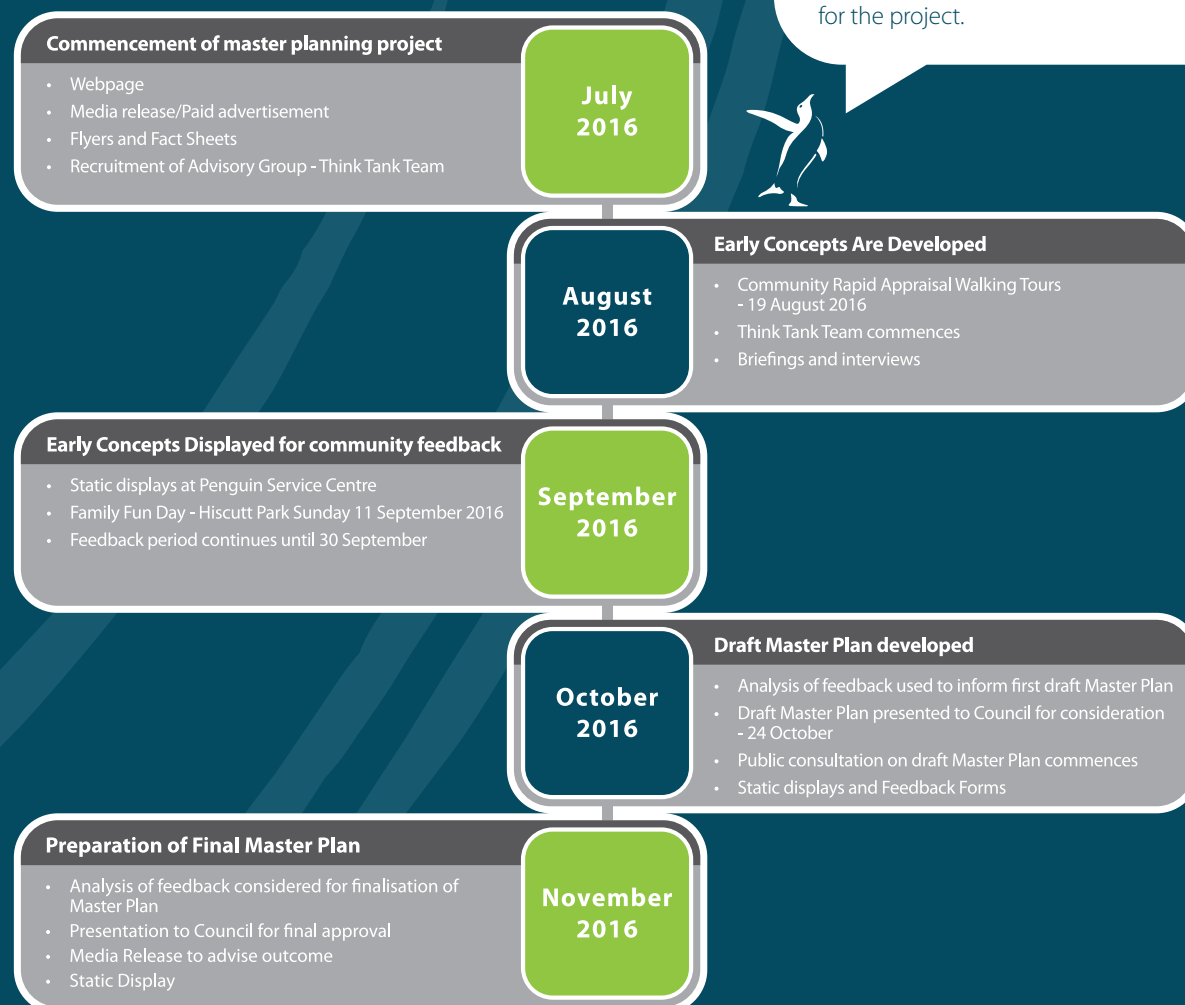 for the project.
Commencement of master planning project
• Webpage
• Media release/Paid advertisement
• Flyers and Fact Sheets
• Recruitment of Advisory Group - Think Tank Team
July
2016
Early Concepts Are Developed
• Community Rapid Appraisal Walking Tours
- 19 August 2016
• Think Tank Team commences
• Briefings and interviews
August
2016
Early Concepts Displayed for community feedback
• Static displays at Penguin Service Centre
• Family Fun Day - Hiscutt Park Sunday 11 September 2016
• Feedback period continues until 30 September
September
2016
Draft Master Plan developed
• Analysis of feedback used to inform first draft Master Plan
• Draft Master Plan presented to Council for consideration
- 24 October
• Public consultation on draft Master Plan commences
• Static displays and Feedback Forms
October
2016
Preparation of Final Master Plan
• Analysis of feedback considered for finalisation of
Master Plan
• Presentation to Council for final approval
• Media Release to advise outcome
• Static Display
November
2016